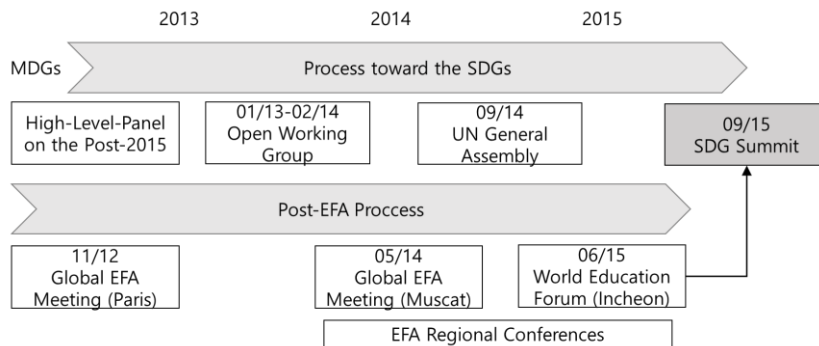 2013 2014 2015
MDGs Process toward the SDGs
High-Level-Panel
on the Post-2015
01/13-02/14
Open Working
Group
09/14
UN General
Assembly
09/15
SDG Summit
Post-EFA Proccess
11/12
Global EFA
Meeting (Paris)
05/14
Global EFA
Meeting (Muscat)
06/15
World Education
Forum (Incheon)
EFA Regional Conferences